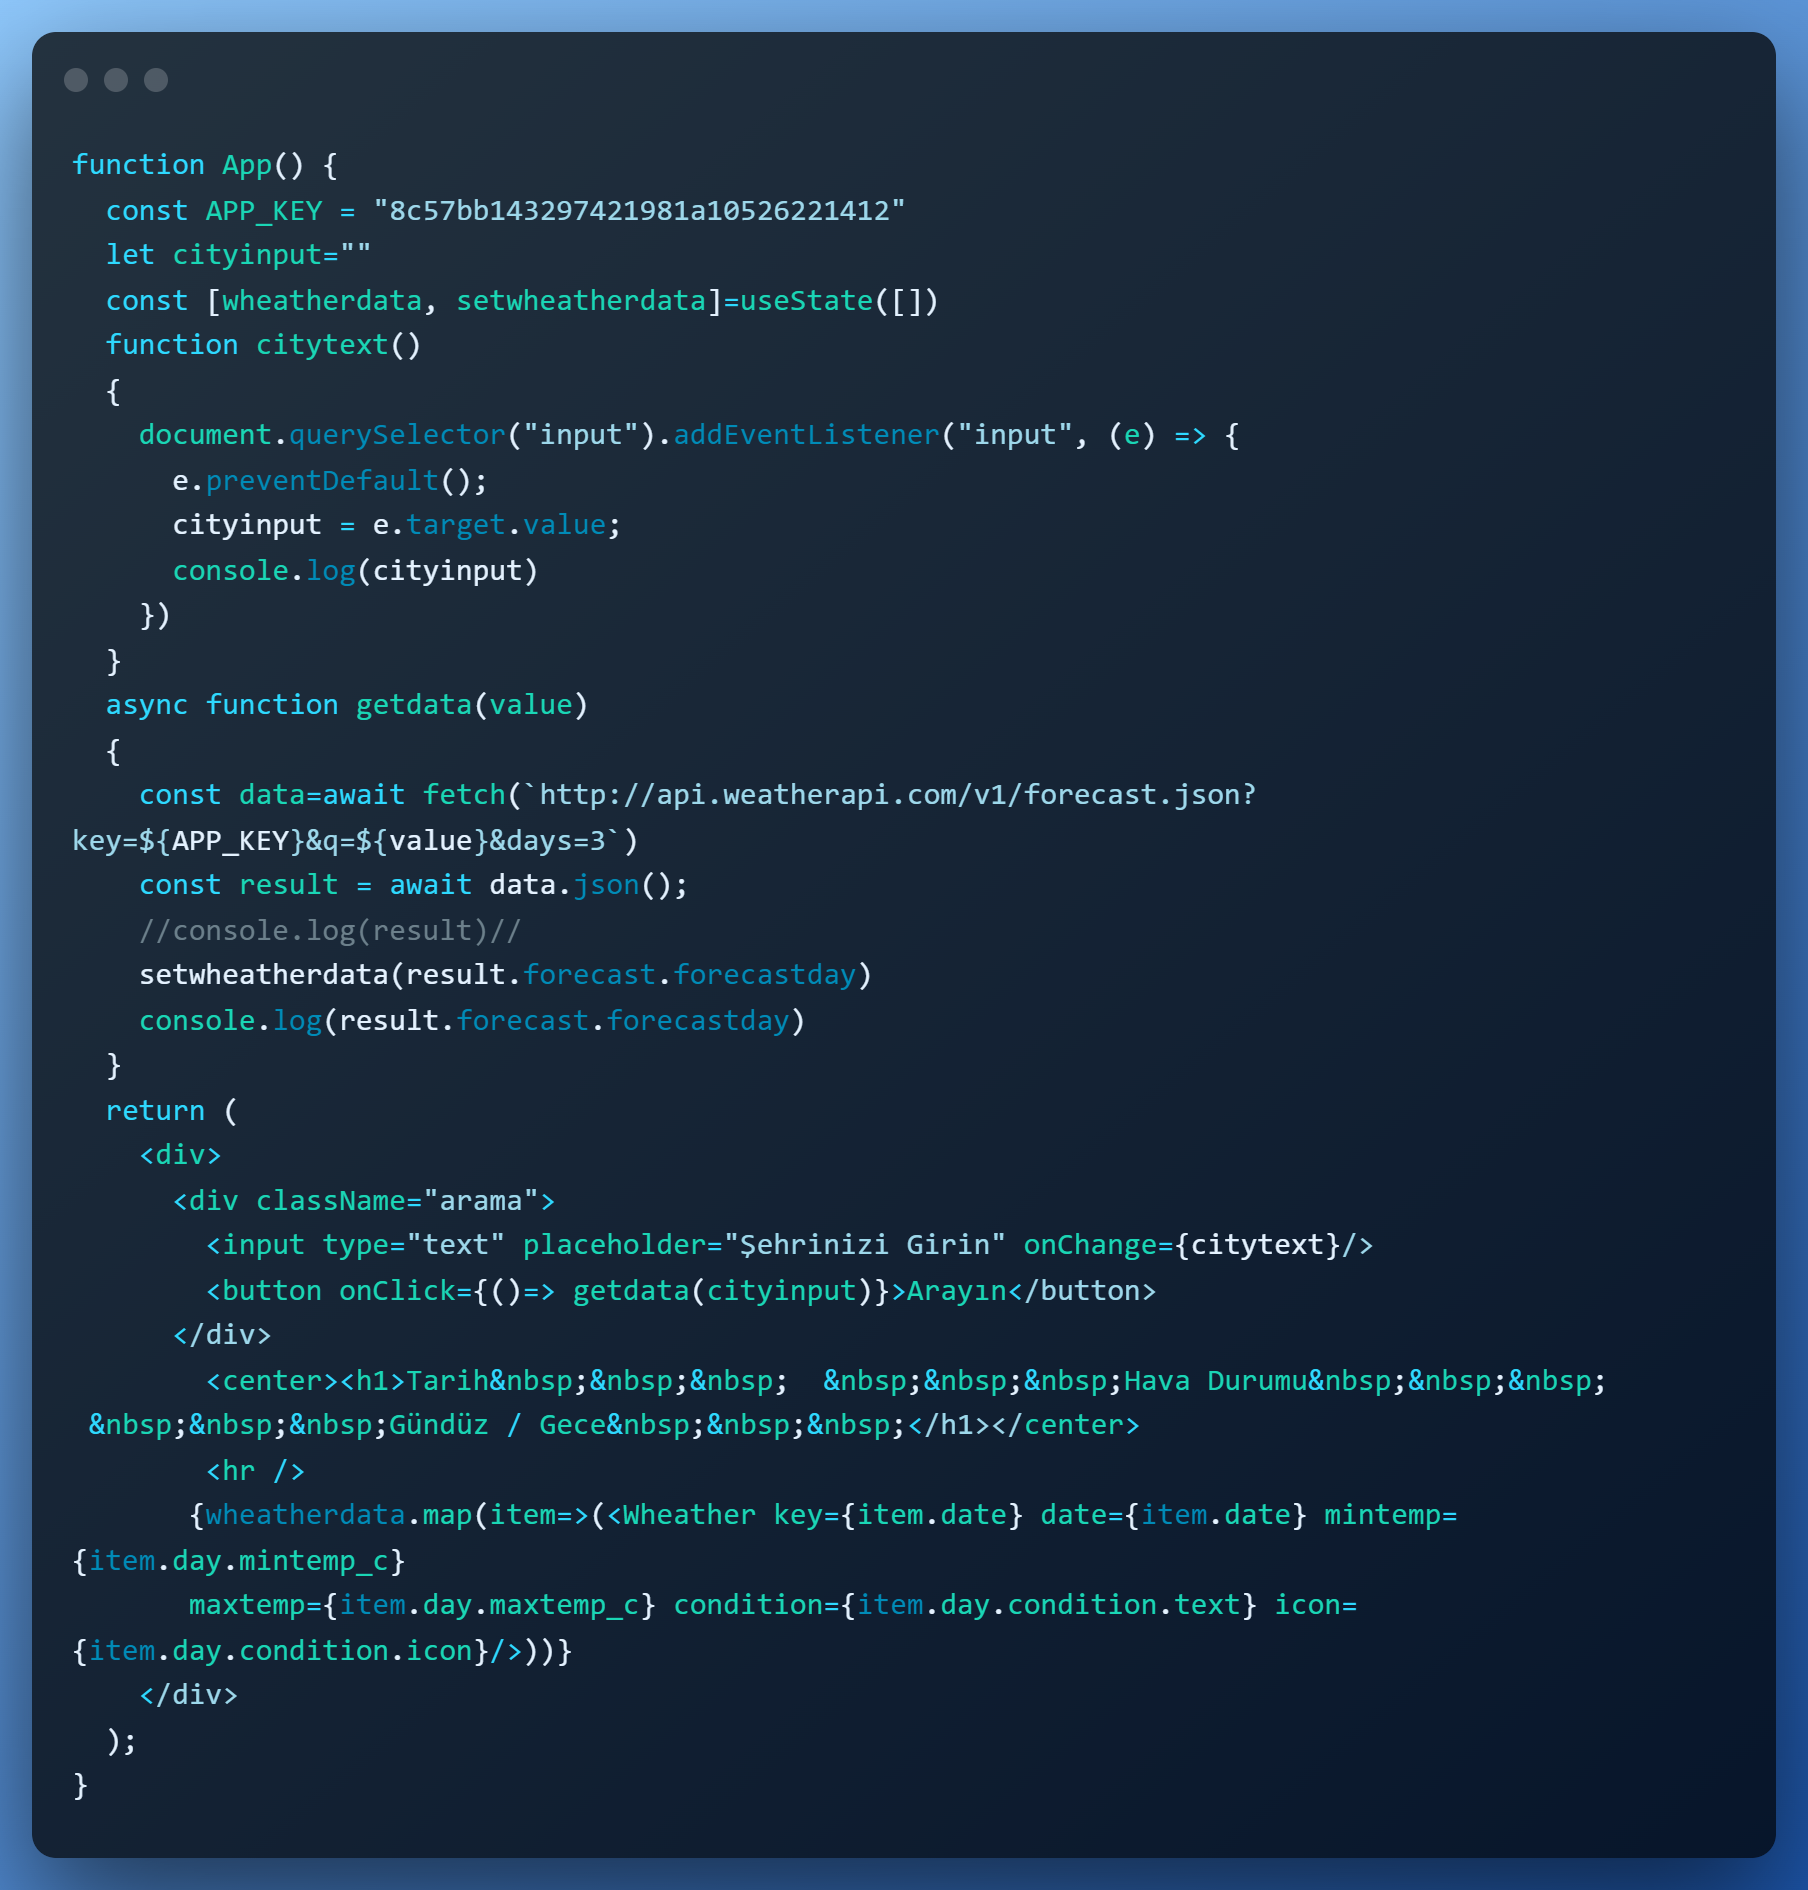 function App() {
  const APP_KEY = "8c57bb143297421981a10526221412"
  let cityinput=""
  const [wheatherdata, setwheatherdata]=useState([])
  function citytext()
  {
    document.querySelector("input").addEventListener("input", (e) => {
      e.preventDefault();
      cityinput = e.target.value;
      console.log(cityinput)
    })
  }
  async function getdata(value)
  {
    const data=await fetch(`http://api.weatherapi.com/v1/forecast.json?
key=${APP_KEY}&q=${value}&days=3`)
    const result = await data.json();
    //console.log(result)//
    setwheatherdata(result.forecast.forecastday)
    console.log(result.forecast.forecastday)
  }
  return (
    <div>
      <div className="arama">
        <input type="text" placeholder="Şehrinizi Girin" onChange={citytext}/>
        <button onClick={()=> getdata(cityinput)}>Arayın</button>
      </div>
        <center><h1>Tarih&nbsp;&nbsp;&nbsp;  &nbsp;&nbsp;&nbsp;Hava Durumu&nbsp;&nbsp;&nbsp;
 &nbsp;&nbsp;&nbsp;Gündüz / Gece&nbsp;&nbsp;&nbsp;</h1></center>
        <hr />
       {wheatherdata.map(item=>(<Wheather key={item.date} date={item.date} mintemp=
{item.day.mintemp_c}
       maxtemp={item.day.maxtemp_c} condition={item.day.condition.text} icon=
{item.day.condition.icon}/>))}
    </div>
  );
}